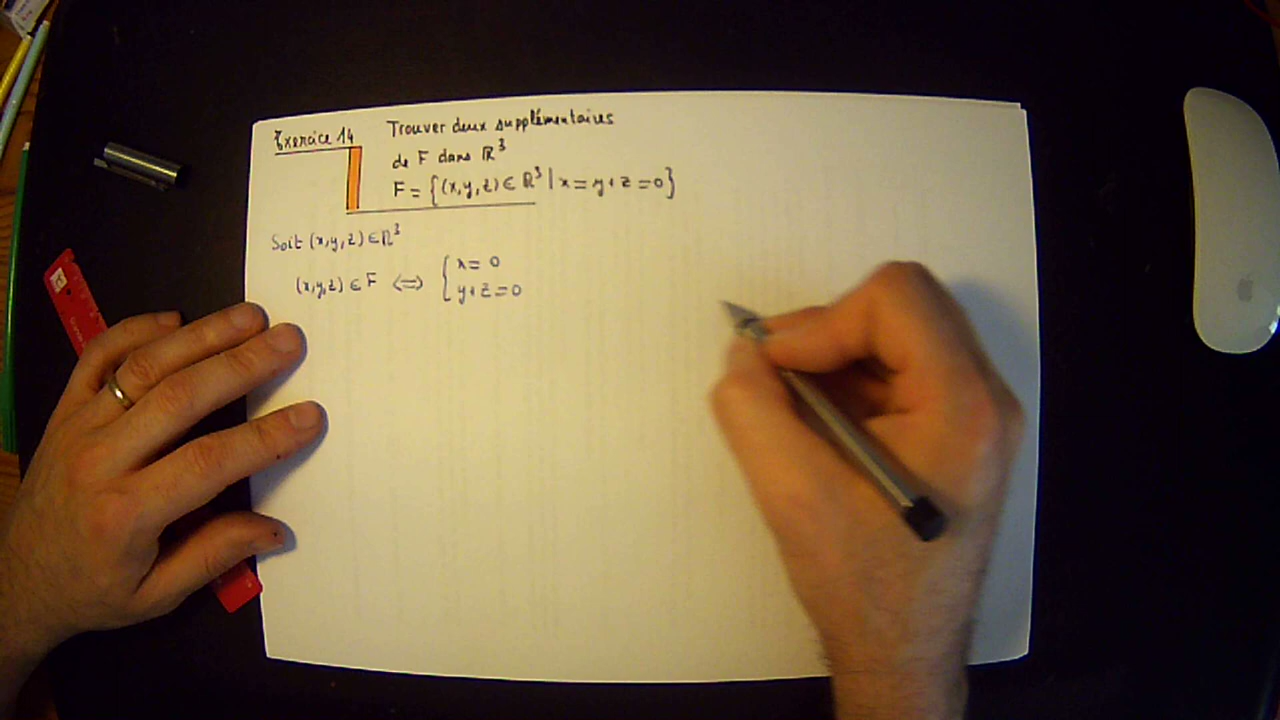 Exercice 14 Trouver deux supplémentaires
de F dans ℝ³
F = {(x,y,z) ∈ ℝ³ | x = y + z = 0}
Soit (x,y,z) ∈ ℝ³
(x,y,z) ∈ F ⇔ { x = 0
y + z = 0